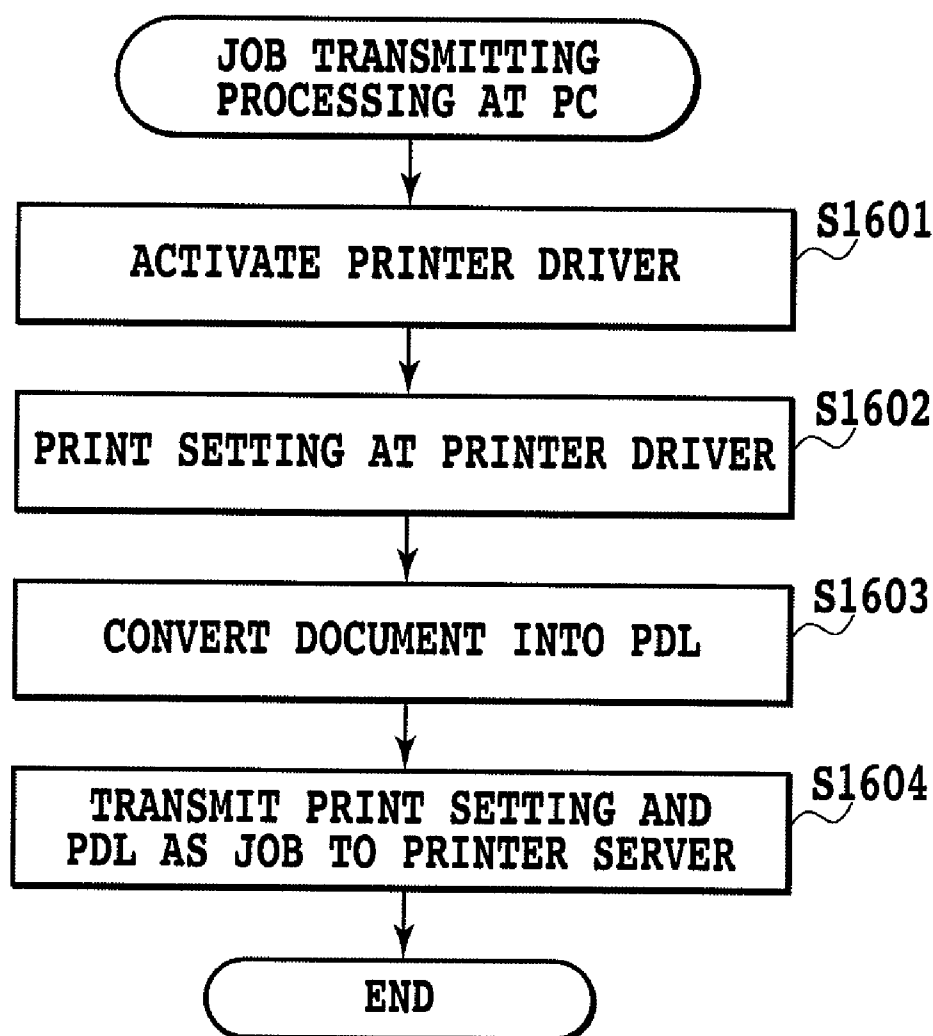 JOB TRANSMITTING
PROCESSING AT PC
S1601
ACTIVATE PRINTER DRIVER
S1602
PRINT SETTING AT PRINTER DRIVER
S1603
CONVERT DOCUMENT INTO PDL
S1604
TRANSMIT PRINT SETTING AND
PDL AS JOB TO PRINTER SERVER
END